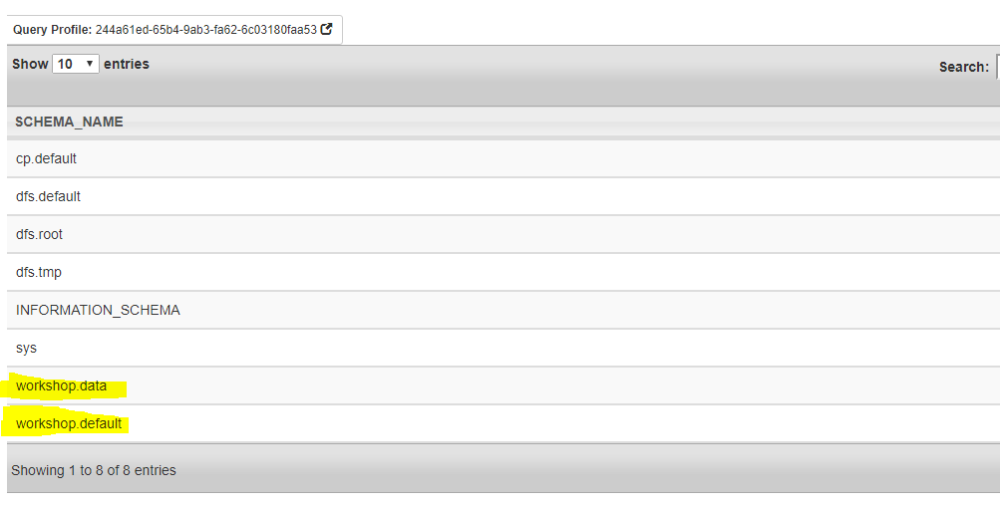 Query Profile: 244a61ed-65b4-9ab3-fa62-6c03180faa53
Show 10 entries Search:
SCHEMA_NAME
cp.default
dfs.default
dfs.root
dfs.tmp
INFORMATION_SCHEMA
sys
workshop.data
workshop.default
Showing 1 to 8 of 8 entries